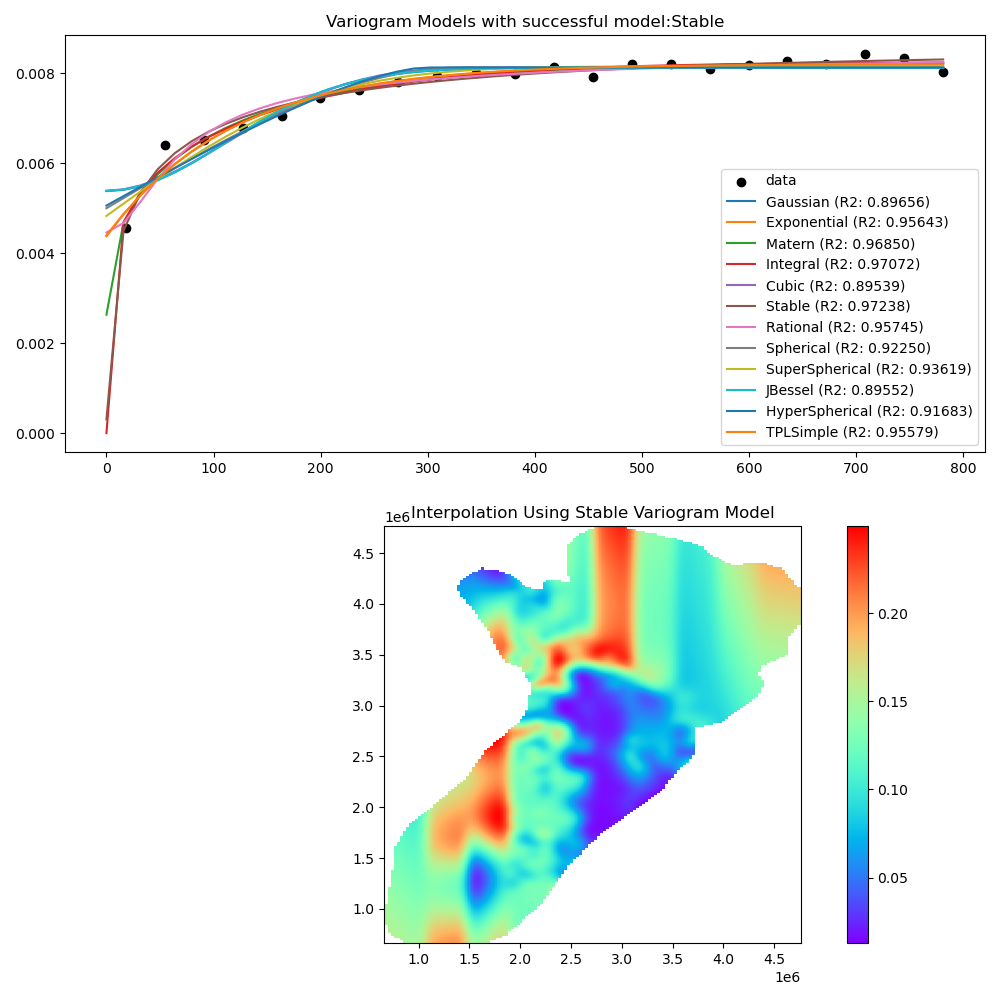 Variogram Models with successful model:Stable
0.008
0.006
0.004
0.002
0.000
data
Gaussian (R2: 0.89656)
Exponential (R2: 0.95643)
Matern (R2: 0.96850)
Integral (R2: 0.97072)
Cubic (R2: 0.89539)
Stable (R2: 0.97238)
Rational (R2: 0.95745)
Spherical (R2: 0.92250)
SuperSpherical (R2: 0.93619)
JBessel (R2: 0.89552)
HyperSpherical (R2: 0.91683)
TPLSimple (R2: 0.95579)
0 100 200 300 400 500 600 700 800
1e6 Interpolation Using Stable Variogram Model
4.5
4.0
3.5
3.0
2.5
2.0
1.5
1.0
0.20
0.15
0.10
0.05
1.0 1.5 2.0 2.5 3.0 3.5 4.0 4.5
1e6